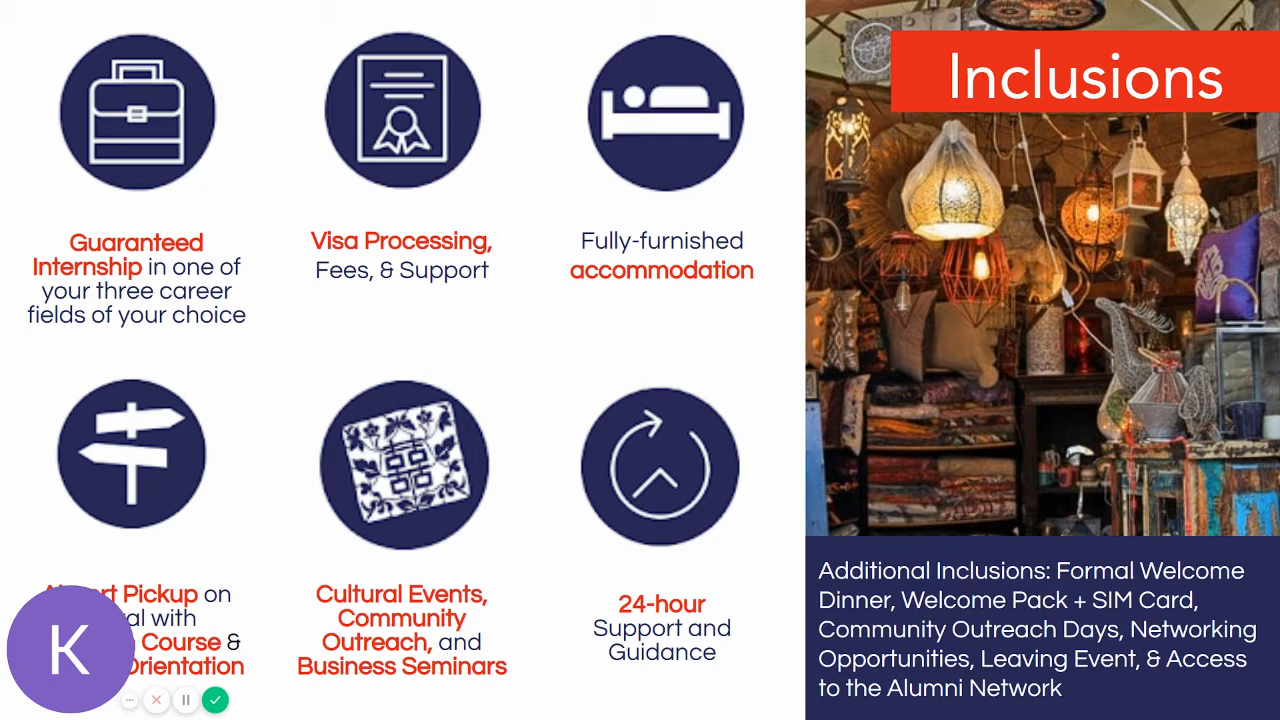 Inclusions
Guaranteed
Internship in one of
your three career
fields of your choice
Visa Processing,
Fees, & Support
Fully-furnished
accommodation
Pickup on
with
Course &
Orientation
Cultural Events,
Community
Outreach, and
Business Seminars
24-hour
Support and
Guidance
Additional Inclusions: Formal Welcome
Dinner, Welcome Pack + SIM Card,
Community Outreach Days, Networking
Opportunities, Leaving Event, & Access
to the Alumni Network
K